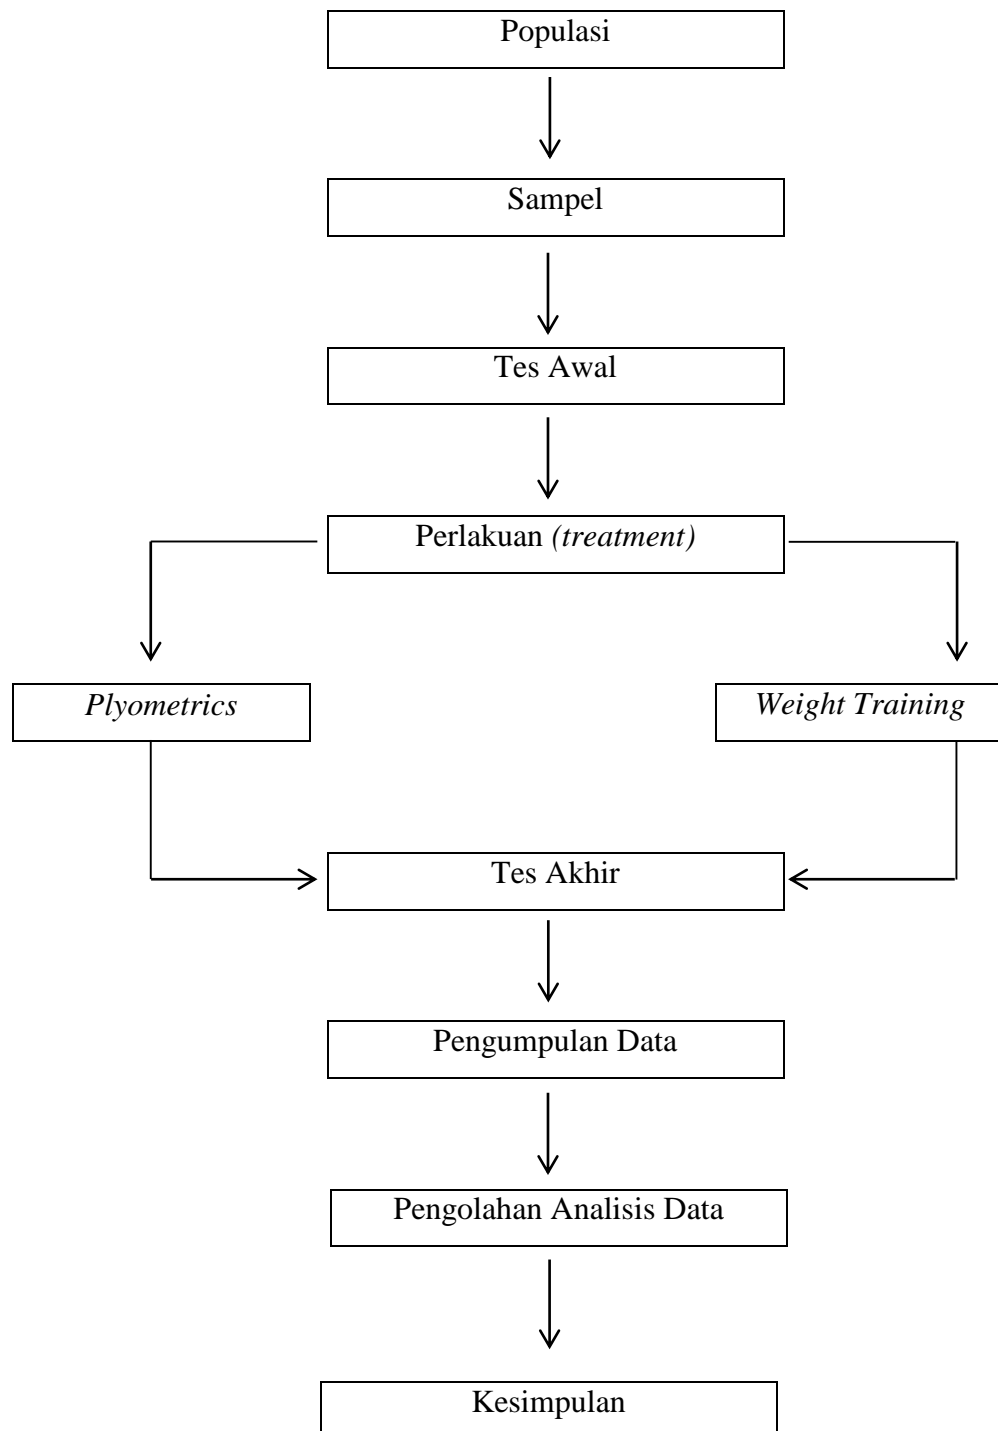 Populasi
Sampel
Tes Awal
Perlakuan (treatment)
Plyometrics
Weight Training
Tes Akhir
Pengumpulan Data
Pengolahan Analisis Data
Kesimpulan